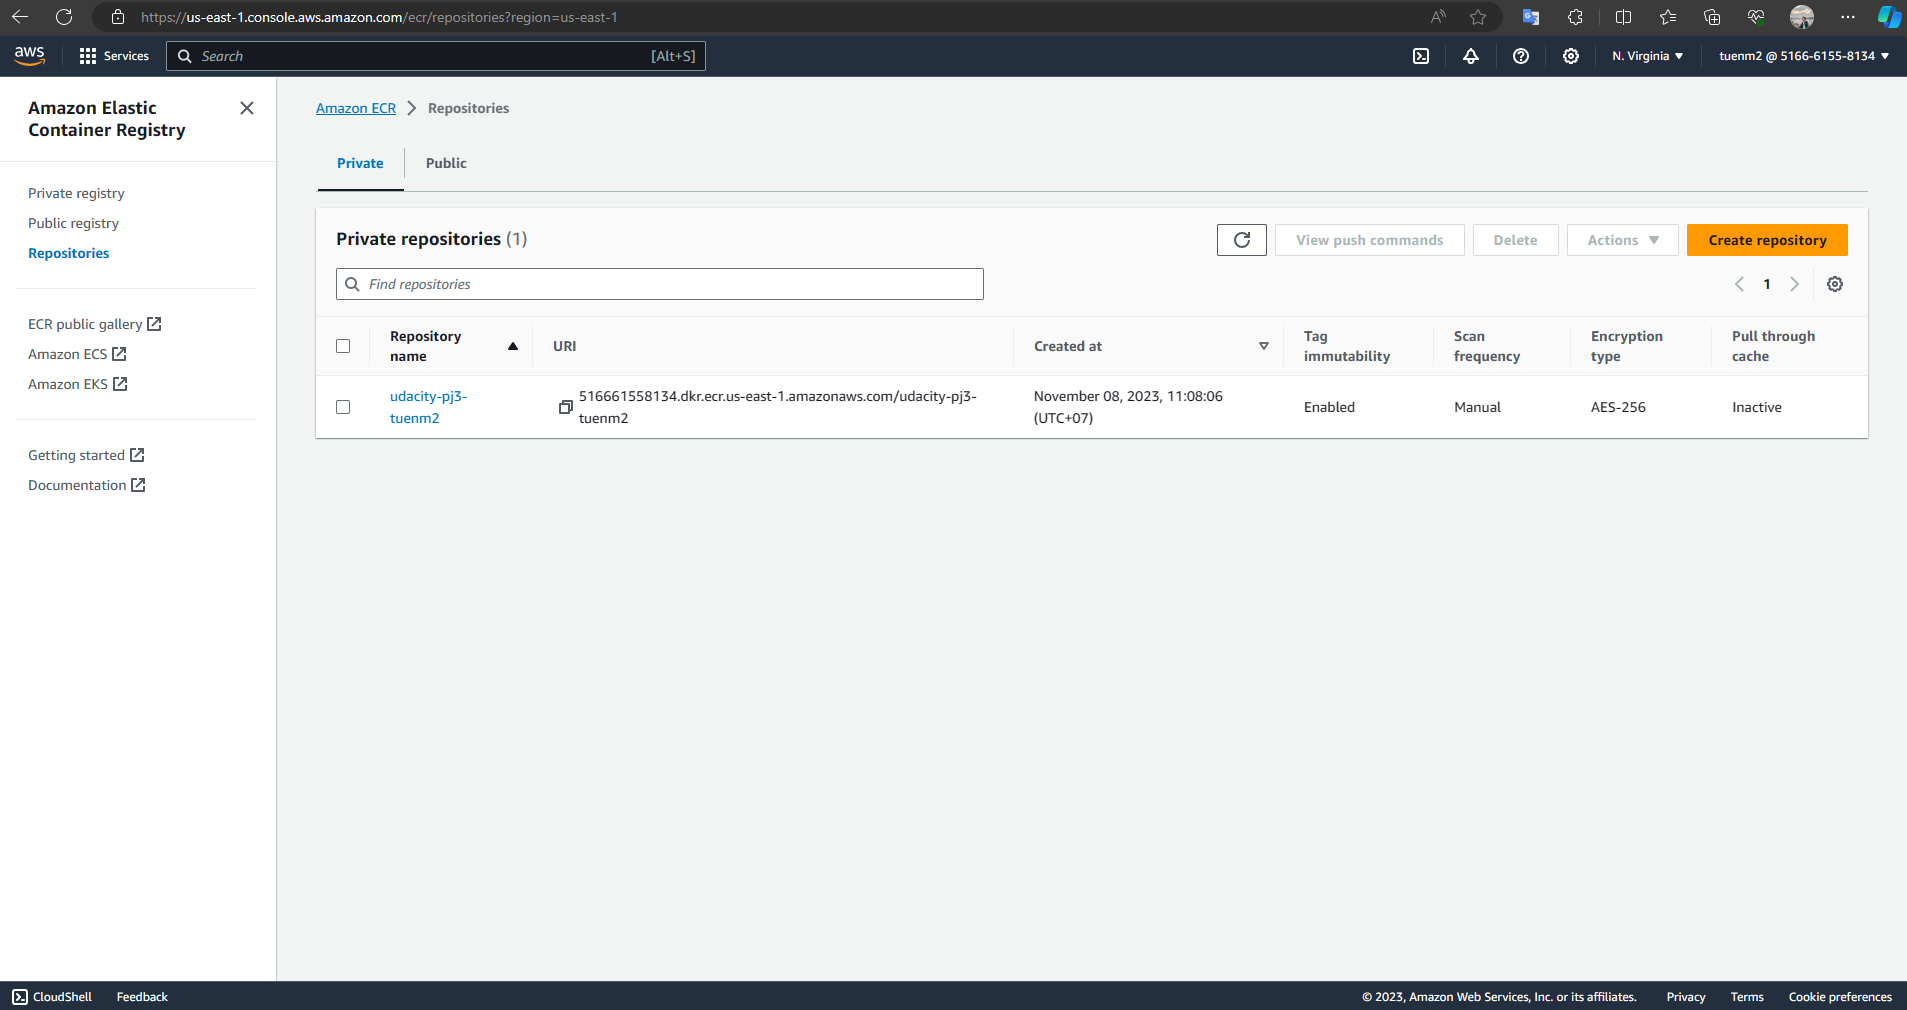 https://us-east-1.console.aws.amazon.com/ecr/repositories?region=us-east-1
aws
Services
Search
[Alt+S]
N. Virginia
tuenm2 @ 5166-6155-8134
Amazon Elastic
Container Registry
Private registry
Public registry
Repositories
ECR public gallery
Amazon ECS
Amazon EKS
Getting started
Documentation
Amazon ECR
Repositories
Private
Public
Private repositories (1)
View push commands
Delete
Actions
Create repository
Find repositories
1
Repository
name
URI
Created at
Tag
immutability
Scan
frequency
Encryption
type
Pull through
cache
udacity-pj3-
tuenm2
516661558134.dkr.ecr.us-east-1.amazonaws.com/udacity-pj3-
tuenm2
November 08, 2023, 11:08:06
(UTC+07)
Enabled
Manual
AES-256
Inactive
CloudShell
Feedback
© 2023, Amazon Web Services, Inc. or its affiliates.
Privacy
Terms
Cookie preferences